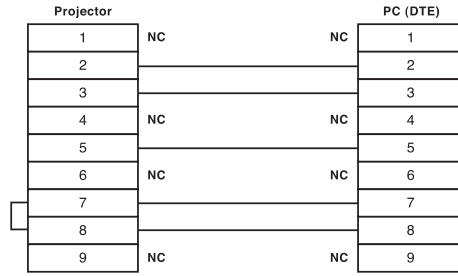 Projector PC (DTE)
1 NC NC 1
2 2
3 3
4 NC NC 4
5 5
6 NC NC 6
7 7
8 8
9 NC NC 9